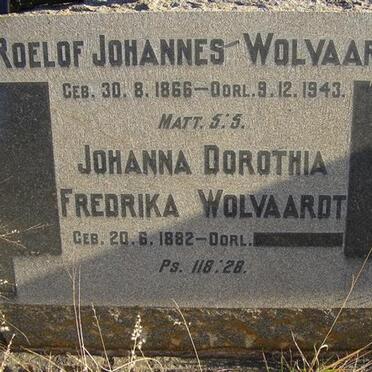 ROELOF JOHANNES WOLVAAR
GEB. 30. 8. 1866—OORL. 9. 12. 1943.
MATT. 5:5.
JOHANNA DOROTHIA
FREDRIKA WOLVAARDT
GEB. 20. 6. 1882—OORL.
PS. 118:28.